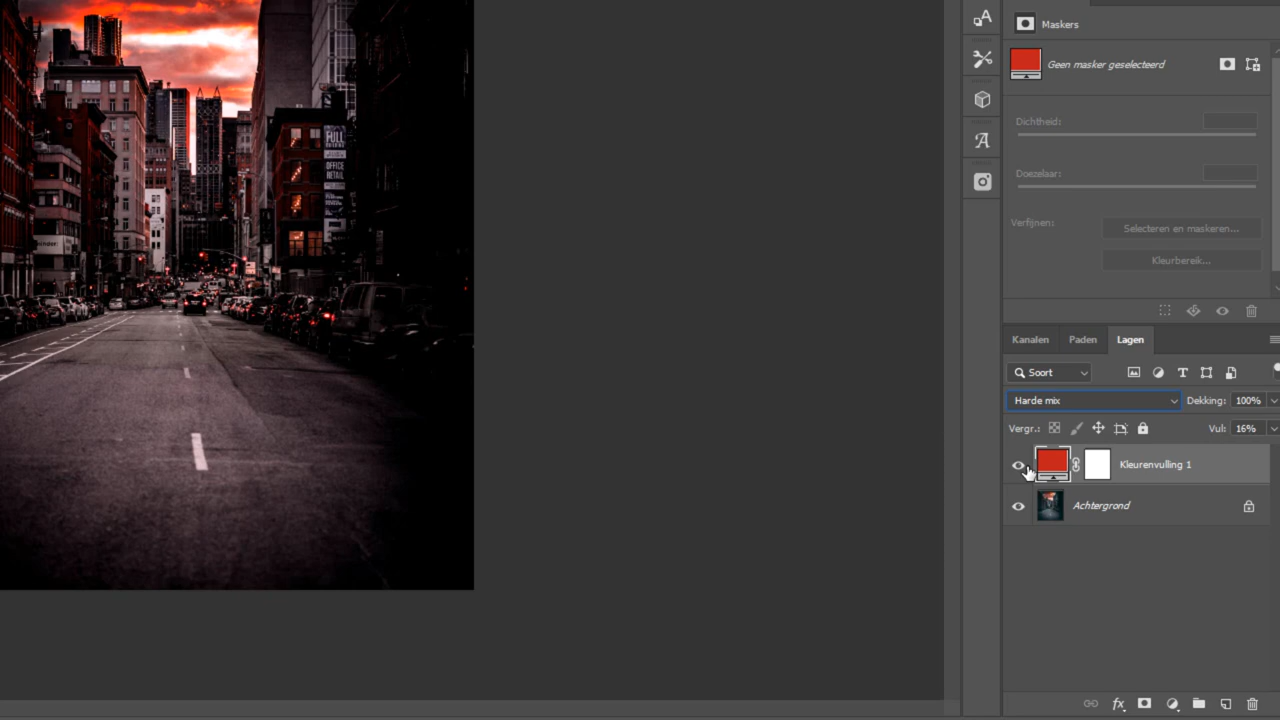 FULL
OFFICE
RETAIL
Maskers
Geen masker geselecteerd
Dichtheid:
Doezelaar:
Verfijnen:
Selecteren en maskeren...
Kleurbereik...
Kanalen Paden Lagen
Soort
Harde mix Dekking: 100%
Vergr.: Vul: 16%
Kleurenvulling 1
Achtergrond
fx